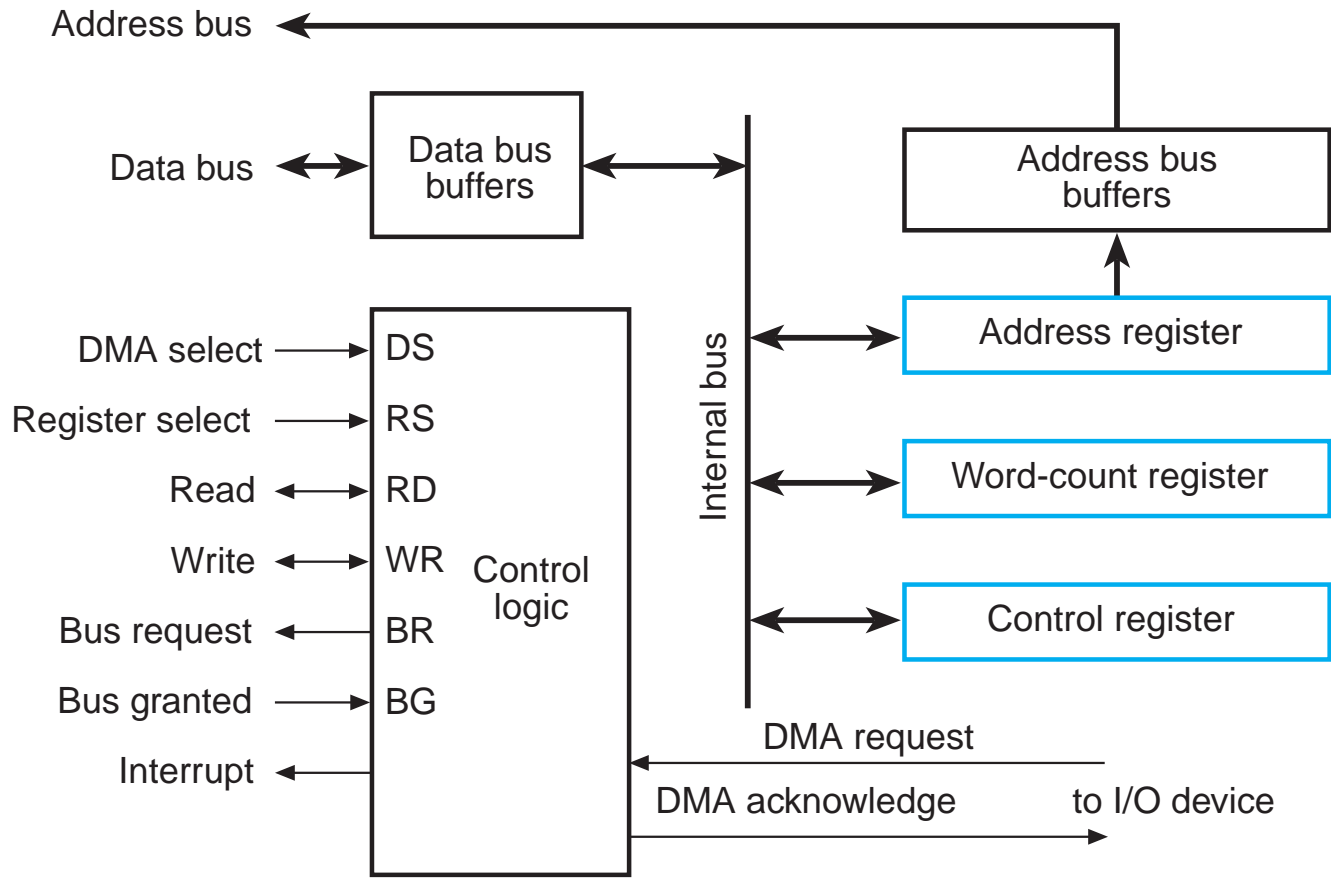 Address bus
Data bus
Data bus
buffers
Address bus
buffers
DMA select
DS
Register select
RS
Read
RD
Write
WR
Bus request
BR
Bus granted
BG
Interrupt
Control
logic
Internal bus
Address register
Word-count register
Control register
DMA request
DMA acknowledge
to I/O device